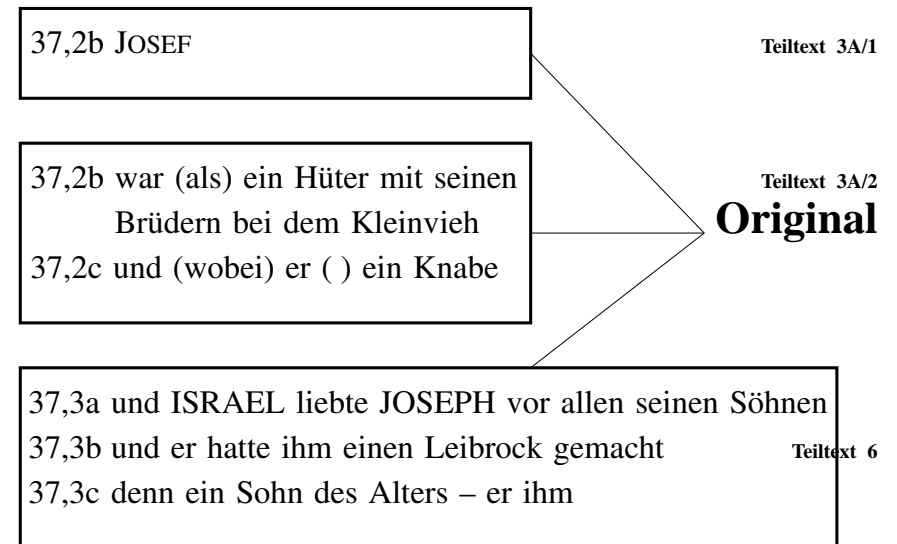 37,2b JOSEF
Teiltext 3A/1
37,2b war (als) ein Hüter mit seinen
Brüdern bei dem Kleinvieh
37,2c und (wobei) er ( ) ein Knabe
Teiltext 3A/2
Original
37,3a und ISRAEL liebte JOSEPH vor allen seinen Söhnen
37,3b und er hatte ihm einen Leibrock gemacht
37,3c denn ein Sohn des Alters – er ihm
Teiltext 6